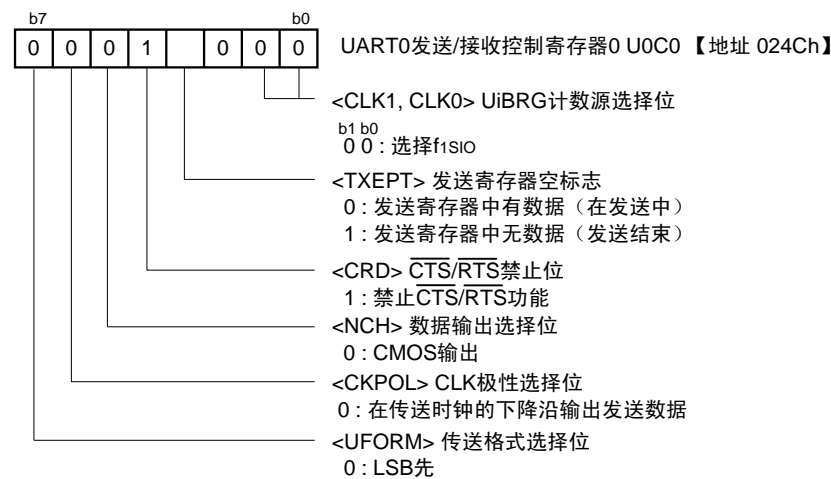 b7 b0
0 0 0 1 0 0 0 UART0发送/接收控制寄存器0 U0C0 【地址 024Ch】
<CLK1, CLK0> UiBRG计数源选择位
b1 b0
0 0 : 选择f1SIO
<TXEPT> 发送寄存器空标志
0 : 发送寄存器中有数据（在发送中）
1 : 发送寄存器中无数据（发送结束）
<CRD> CTS/RTS禁止位
1 : 禁止CTS/RTS功能
<NCH> 数据输出选择位
0 : CMOS输出
<CKPOL> CLK极性选择位
0 : 在传送时钟的下降沿输出发送数据
<UFORM> 传送格式选择位
0 : LSB先